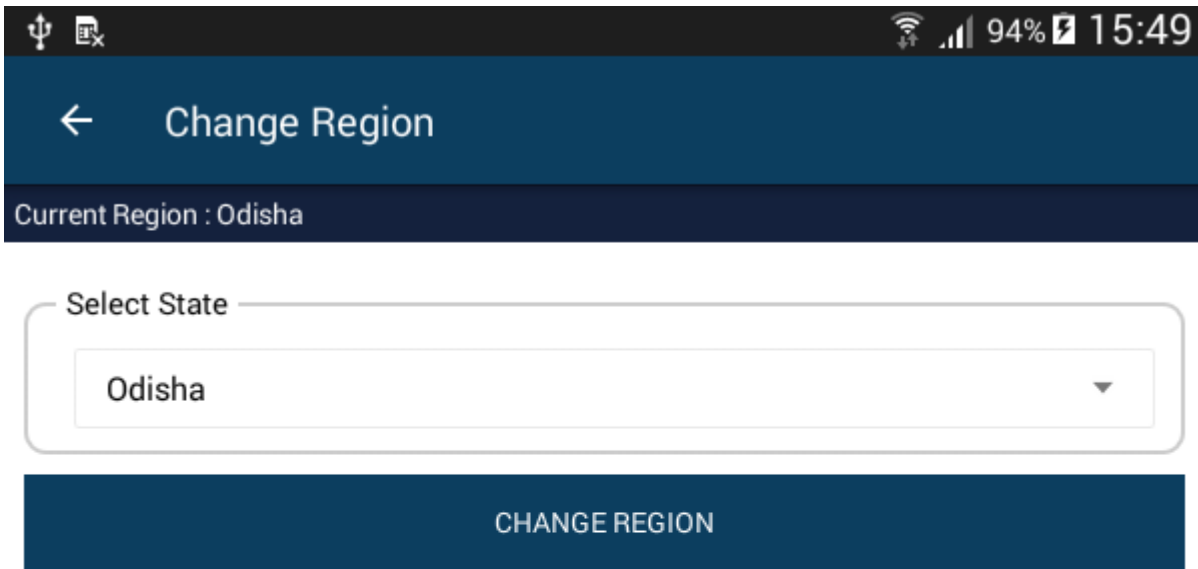 94% 15:49
Change Region
Current Region : Odisha
Select State
Odisha
CHANGE REGION